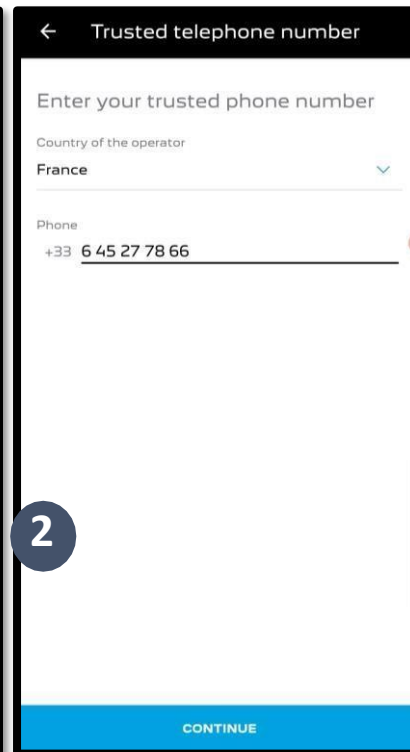 Trusted telephone number
Enter your trusted phone number
Country of the operator
France
Phone
+33 6 45 27 78 66
2
CONTINUE